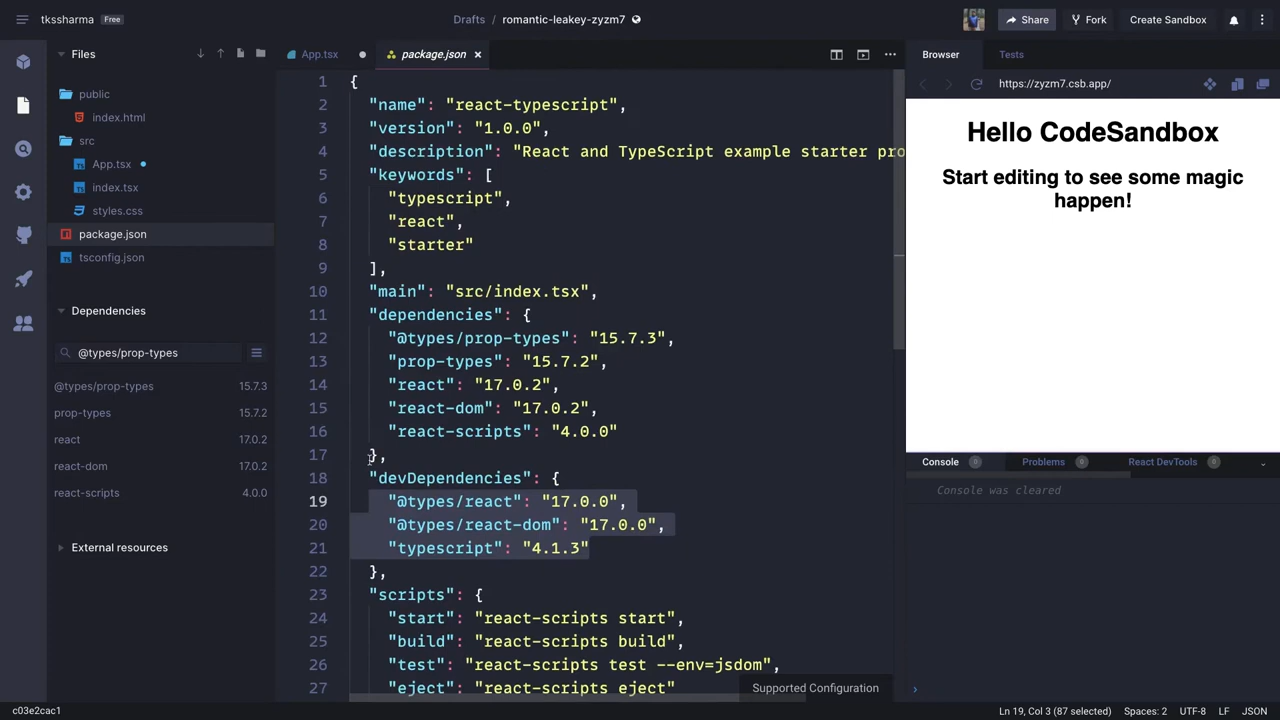 tkssharma Free
Drafts / romantic-leakey-zyzm7
Share
Fork
Create Sandbox
Files
App.tsx
package.json
Browser
Tests
public
index.html
src
App.tsx
index.tsx
styles.css
package.json
tsconfig.json
Dependencies
@types/prop-types
@types/prop-types 15.7.3
prop-types 15.7.2
react 17.0.2
react-dom 17.0.2
react-scripts 4.0.0
External resources
1 {
2 "name": "react-typescript",
3 "version": "1.0.0",
4 "description": "React and TypeScript example starter pro
5 "keywords": [
6 "typescript",
7 "react",
8 "starter"
9 ],
10 "main": "src/index.tsx",
11 "dependencies": {
12 "@types/prop-types": "15.7.3",
13 "prop-types": "15.7.2",
14 "react": "17.0.2",
15 "react-dom": "17.0.2",
16 "react-scripts": "4.0.0"
17 },
18 "devDependencies": {
19 "@types/react": "17.0.0",
20 "@types/react-dom": "17.0.0",
21 "typescript": "4.1.3"
22 },
23 "scripts": {
24 "start": "react-scripts start",
25 "build": "react-scripts build",
26 "test": "react-scripts test --env=jsdom",
27 "eject": "react-scripts eject"
Supported Configuration
https://zyzm7.csb.app/
Hello CodeSandbox
Start editing to see some magic
happen!
Console 0 Problems 0 React DevTools 0
Console was cleared
c03e2cac1
Ln 19, Col 3 (87 selected) Spaces: 2 UTF-8 LF JSON